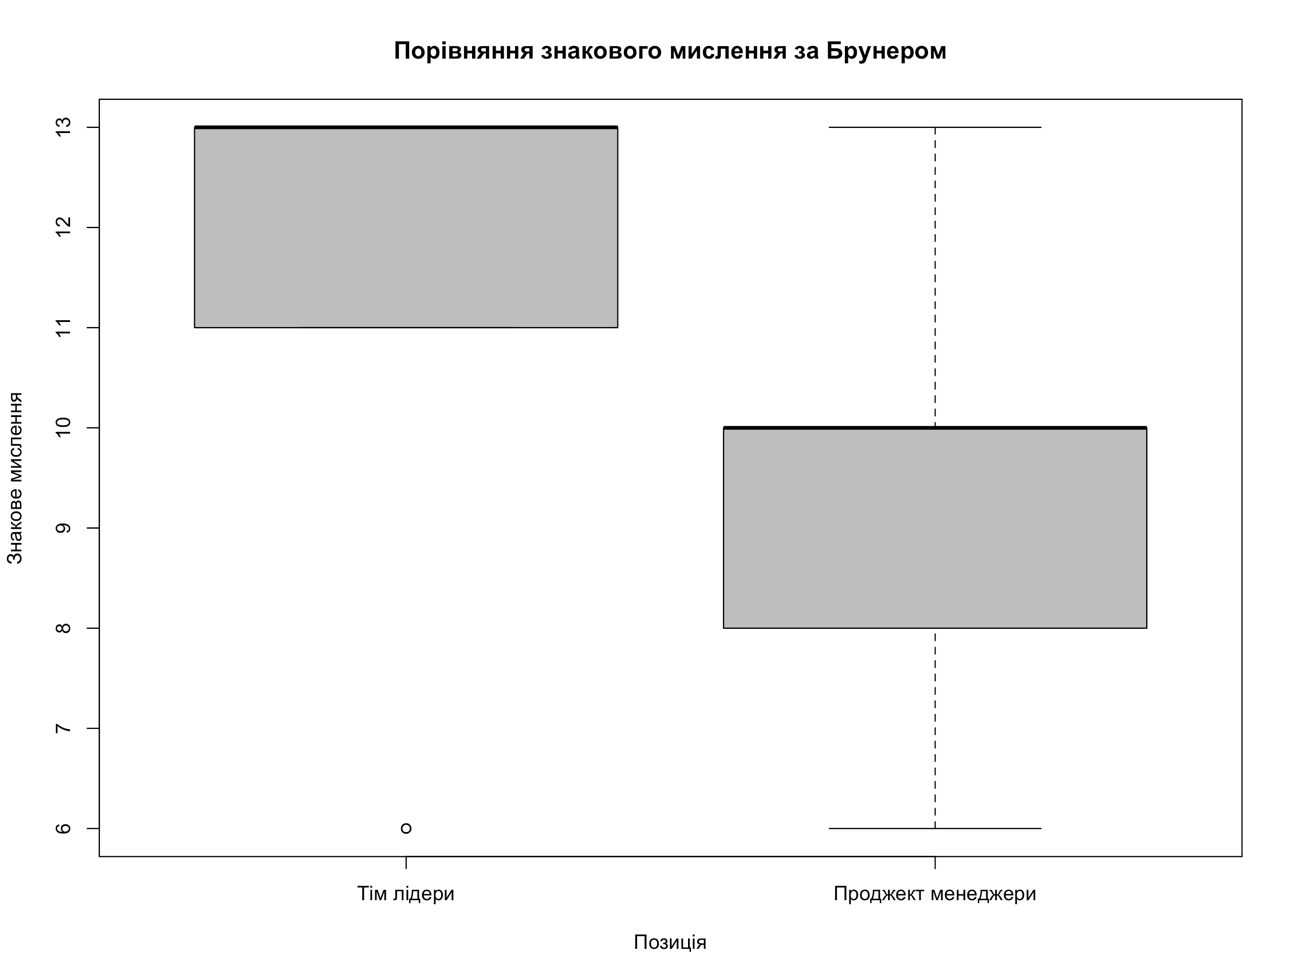 Порівняння знакового мислення за Брунером
Знакове мислення
13
12
11
10
9
8
7
6
Тім лідери
Проджект менеджери
Позиція